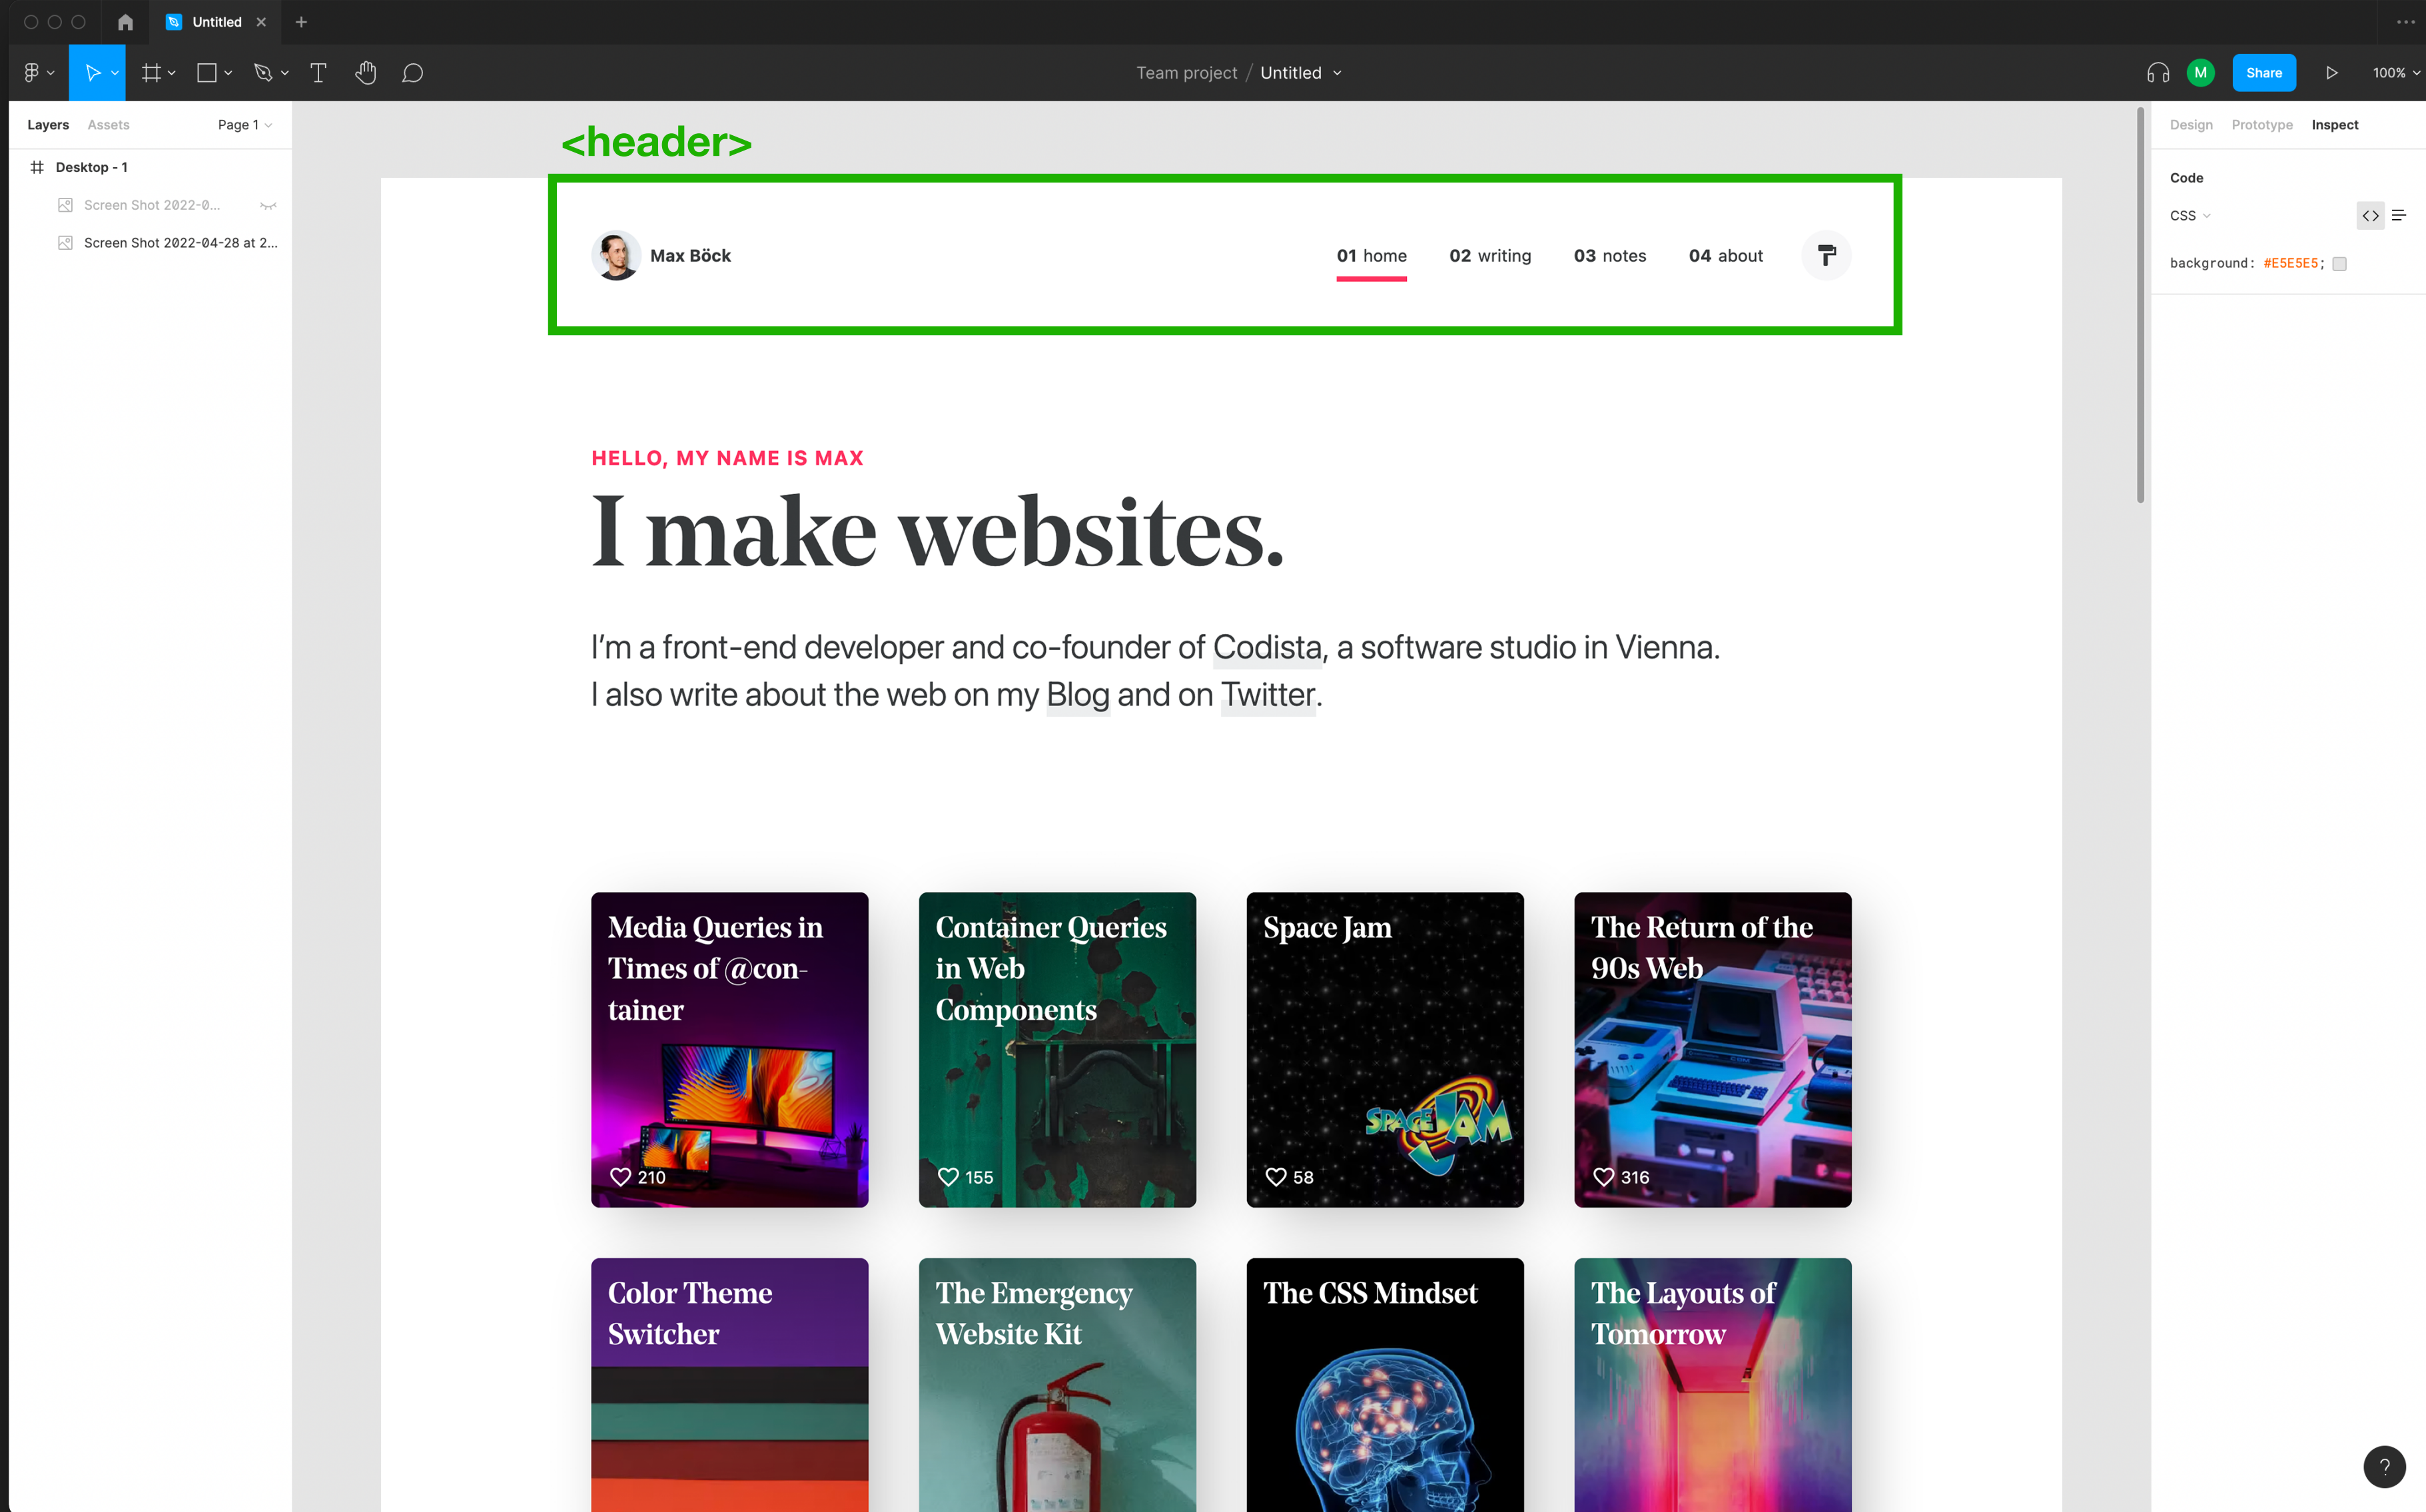 Untitled
Team project / Untitled
M
Share
100%
Layers
Assets
Page 1
Desktop - 1
Screen Shot 2022-0...
Screen Shot 2022-04-28 at 2...
Design
Prototype
Inspect
Code
CSS
background: #E5E5E5;
<header>
Max Böck
01 home
02 writing
03 notes
04 about
HELLO, MY NAME IS MAX
I make websites.
I’m a front-end developer and co-founder of Codista, a software studio in Vienna.
I also write about the web on my Blog and on Twitter.
Media Queries in
Times of @con-
tainer
210
Container Queries
in Web
Components
155
Space Jam
SPACE JAM
58
The Return of the
90s Web
316
Color Theme
Switcher
The Emergency
Website Kit
The CSS Mindset
The Layouts of
Tomorrow
?